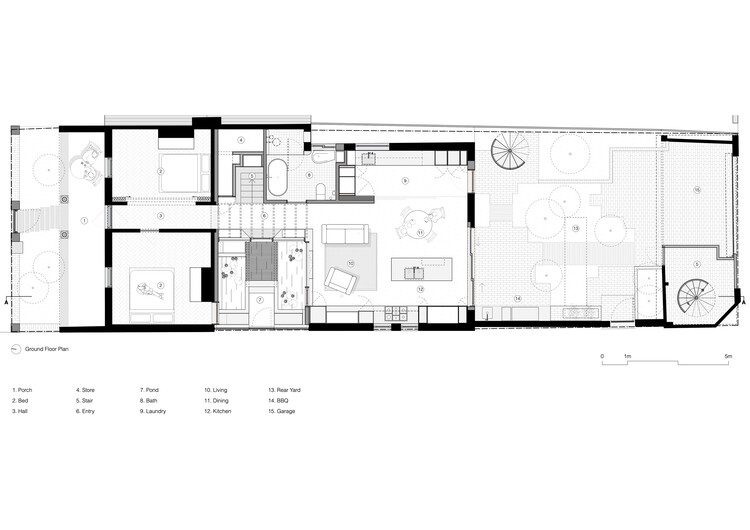 4
2
5
8
9
15
1
3
6
13
11
10
5
2
12
7
14
A
A
Ground Floor Plan
0 1m 5m
1. Porch 4. Store 7. Pond 10. Living 13. Rear Yard
2. Bed 5. Stair 8. Bath 11. Dining 14. BBQ
3. Hall 6. Entry 9. Laundry 12. Kitchen 15. Garage